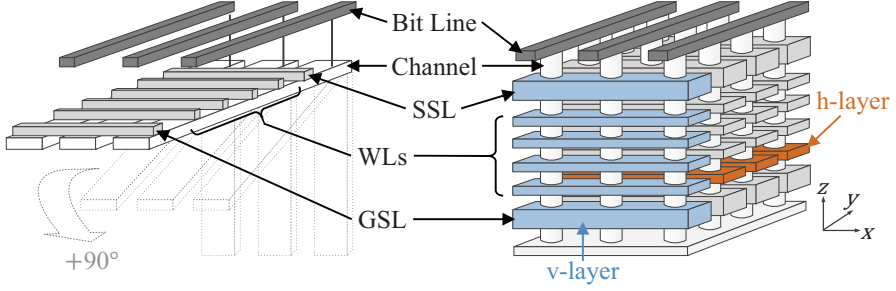 Bit Line
Channel
SSL
h-layer
WLs
GSL
+90°
v-layer
z
y
x